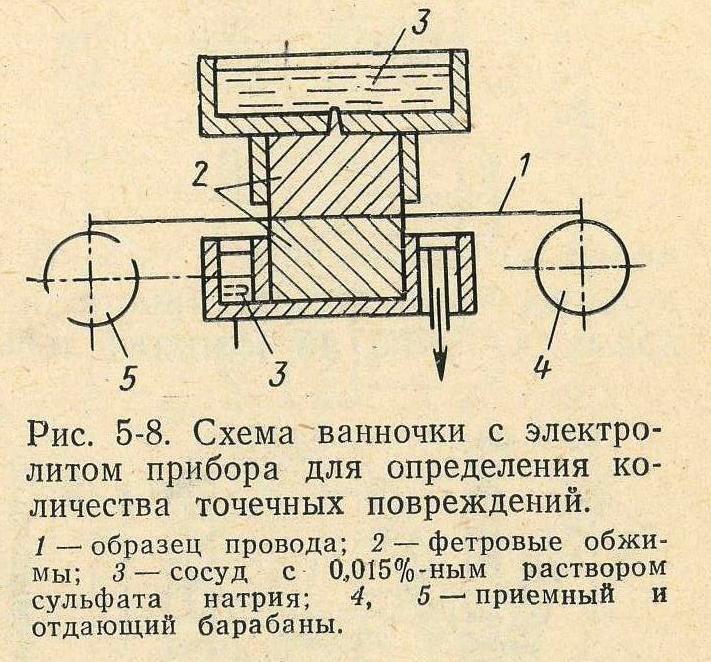 3
2
1
5
3
4
Рис. 5-8. Схема ванночки с электро-
литом прибора для определения ко-
личества точечных повреждений.
1 — образец провода; 2 — фетровые обжи-
мы; 3 — сосуд с 0,015%-ным раствором
сульфата натрия; 4, 5 — приемный и
отдающий барабаны.